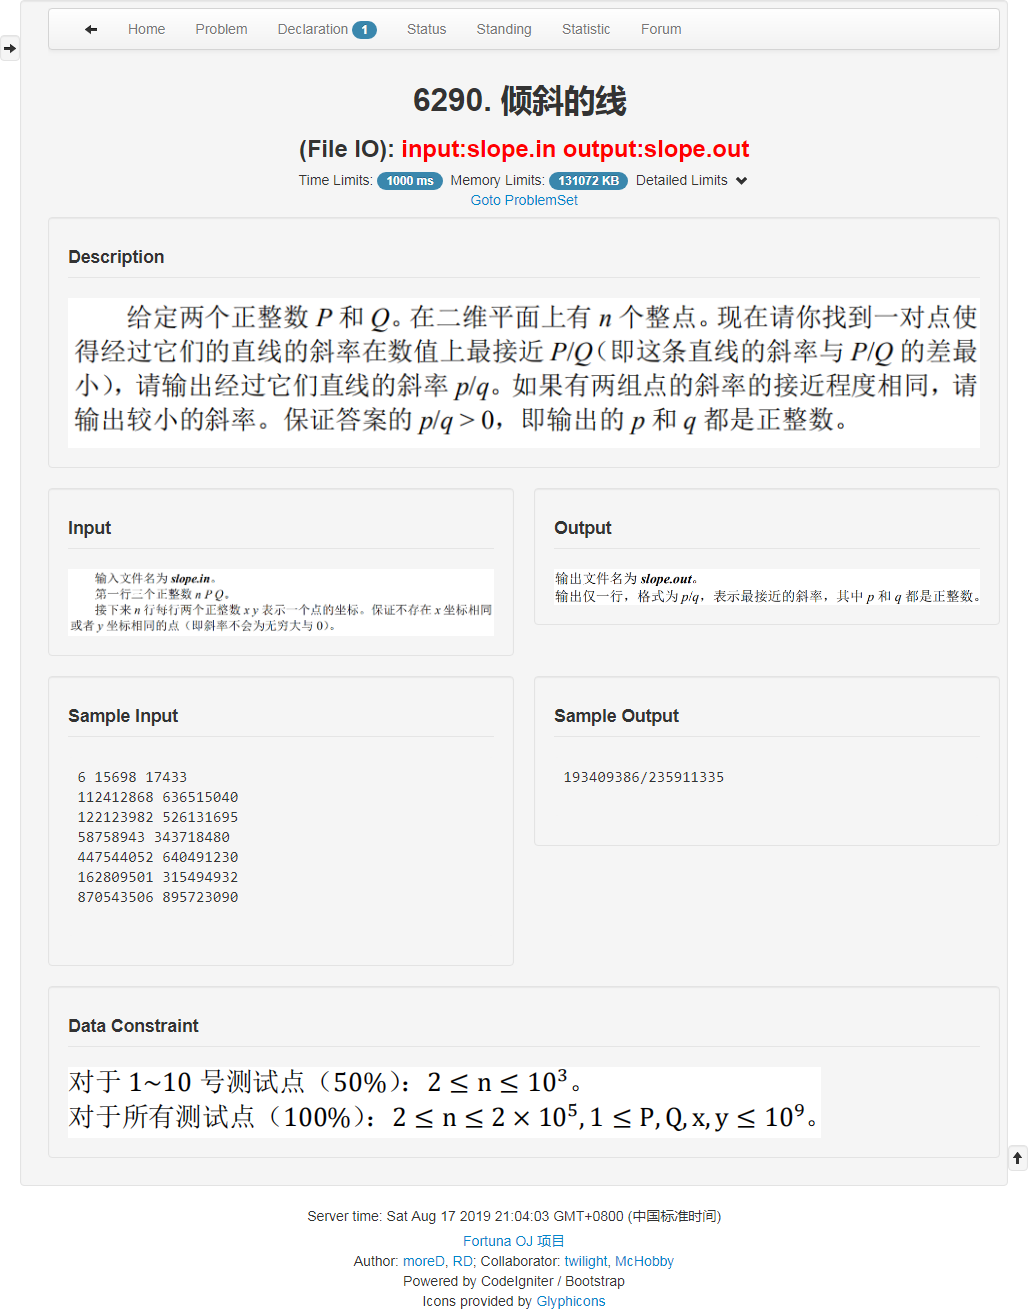 Home Problem Declaration 1 Status Standing Statistic Forum
6290. 倾斜的线
(File IO): input:slope.in output:slope.out
Time Limits: 1000 ms Memory Limits: 131072 KB Detailed Limits
Goto ProblemSet
Description
给定两个正整数 P 和 Q。在二维平面上有 n 个整点。现在请你找到一对点使
得经过它们的直线的斜率在数值上最接近 P/Q（即这条直线的斜率与 P/Q 的差最
小），请输出经过它们直线的斜率 p/q。如果有两组点的斜率的接近程度相同，请
输出较小的斜率。保证答案的 p/q > 0，即输出的 p 和 q 都是正整数。
Input
输入文件名为 slope.in。
第一行三个正整数 n P Q。
接下来 n 行每行两个正整数 x y 表示一个点的坐标。保证不存在 x 坐标相同
或者 y 坐标相同的点（即斜率不会为无穷大与 0）。
Output
输出文件名为 slope.out。
输出仅一行，格式为 p/q，表示最接近的斜率，其中 p 和 q 都是正整数。
Sample Input
6 15698 17433
112412868 636515040
122123982 526131695
58758943 343718480
447544052 640491230
162809501 315494932
870543506 895723090
Sample Output
193409386/235911335
Data Constraint
对于 1~10 号测试点（50%）：2 ≤ n ≤ 10³。
对于所有测试点（100%）：2 ≤ n ≤ 2 × 10⁵, 1 ≤ P, Q, x, y ≤ 10⁹。
Server time: Sat Aug 17 2019 21:04:03 GMT+0800 (中国标准时间)
Fortuna OJ 项目
Author: moreD, RD; Collaborator: twilight, McHobby
Powered by CodeIgniter / Bootstrap
Icons provided by Glyphicons